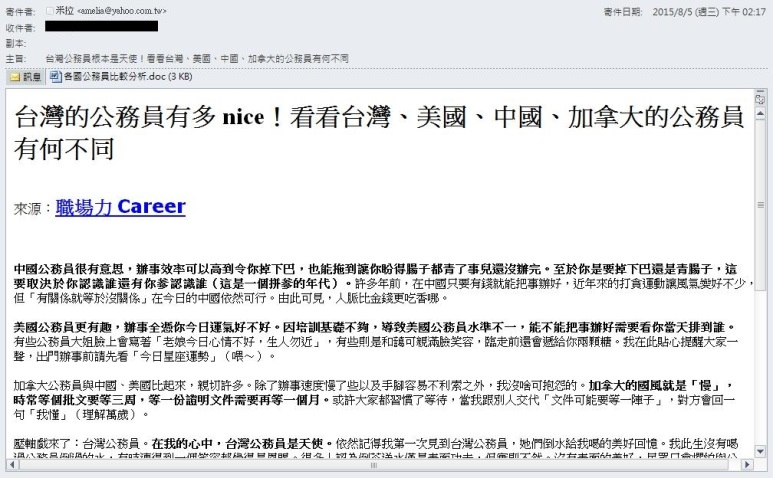 寄件者: 米拉 <amelia@yahoo.com.tw> 寄件日期: 2015/8/5 (週三) 下午 02:17
收件者:
副本:
主旨: 台灣公務員根本是天使！看看台灣、美國、中國、加拿大的公務員有何不同
訊息 各國公務員比較分析.doc (3 KB)
台灣的公務員有多 nice！看看台灣、美國、中國、加拿大的公務員
有何不同
來源：職場力 Career
中國公務員很有意思，辦事效率可以高到令你掉下巴，也能拖到讓你盼得腸子都青了事兒還沒辦完。至於你是要掉下巴還是青腸子，這
要取決於你認識誰還有你爹認識誰（這是一個拼爹的年代）。許多年前，在中國只要有錢就能把事辦好，近年來的打貪運動讓風氣變好不少，
但「有關係就等於沒關係」在今日的中國依然可行。由此可見，人脈比金錢更吃香哪。
美國公務員更有趣，辦事全憑你今日運氣好不好。因培訓基礎不夠，導致美國公務員水準不一，能不能把事辦好需要看你當天排到誰。
有些公務員大姐臉上會寫著「老娘今日心情不好，生人勿近」，有些則是和藹可親滿臉笑容，臨走前還會遞給你兩顆糖。我在此貼心提醒大家一
聲，出門辦事前請先看「今日星座運勢」（喂～）。
加拿大公務員與中國、美國比起來，親切許多。除了辦事速度慢了些以及手腳容易不利索之外，我沒啥可抱怨的。加拿大的國風就是「慢」，
時常等個批文要等三周，等一份證明文件需要再等一個月。或許大家都習慣了等待，當我跟別人交代「文件可能要等一陣子」，對方會回一
句「我懂」（理解萬歲）。
壓軸戲來了：台灣公務員。在我的心中，台灣公務員是天使。依然記得我第一次見到台灣公務員，她們倒水給我喝的美好回憶。我此生沒有喝